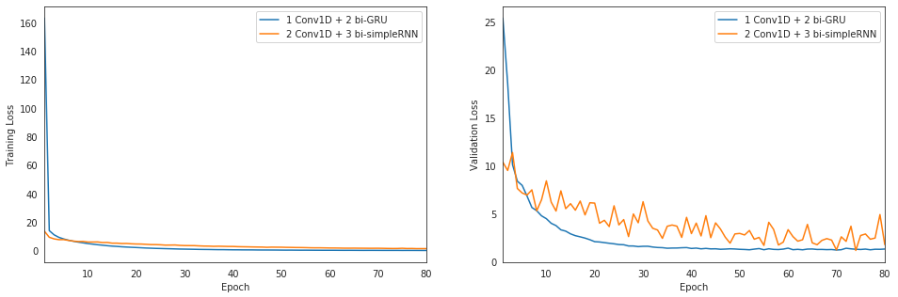 160
140
120
100
80
60
40
20
0
Training Loss
10 20 30 40 50 60 70 80
Epoch
1 Conv1D + 2 bi-GRU
2 Conv1D + 3 bi-simpleRNN
25
20
15
10
5
0
Validation Loss
10 20 30 40 50 60 70 80
Epoch
1 Conv1D + 2 bi-GRU
2 Conv1D + 3 bi-simpleRNN